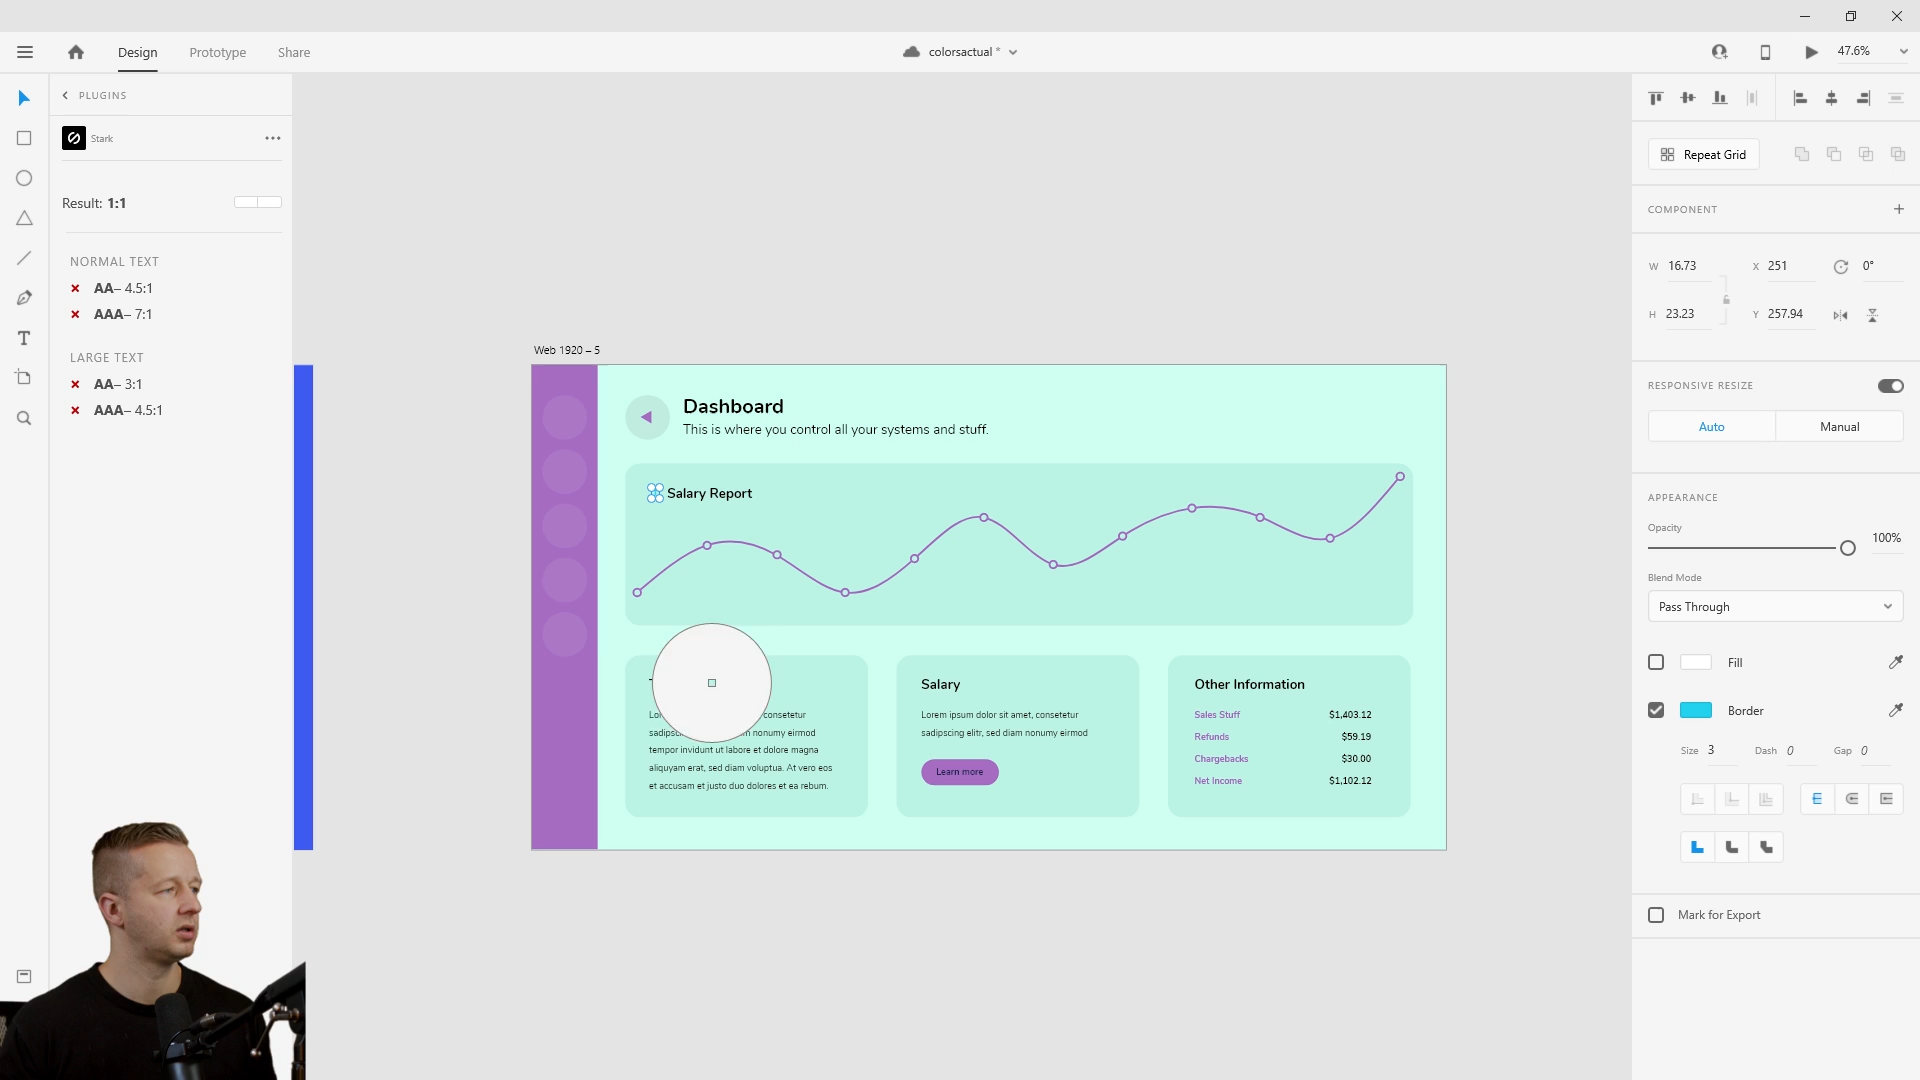 Design
Prototype
Share
colorsactual *
47.6%
PLUGINS
Stark
Result: 1:1
NORMAL TEXT
AA– 4.5:1
AAA– 7:1
LARGE TEXT
AA– 3:1
AAA– 4.5:1
Web 1920 – 5
Dashboard
This is where you control all your systems and stuff.
Salary Report
consetetur
nonumy eirmod
tempor invidunt ut labore et dolore magna
aliquyam erat, sed diam voluptua. At vero eos
et accusam et justo duo dolores et ea rebum.
Salary
Lorem ipsum dolor sit amet, consetetur
sadipscing elitr, sed diam nonumy eirmod
Learn more
Other Information
Sales Stuff $1,403.12
Refunds $59.19
Chargebacks $30.00
Net Income $1,102.12
Repeat Grid
COMPONENT
W 16.73
X 251
0°
H 23.23
Y 257.94
RESPONSIVE RESIZE
Auto
Manual
APPEARANCE
Opacity
100%
Blend Mode
Pass Through
Fill
Border
Size 3
Dash 0
Gap 0
Mark for Export